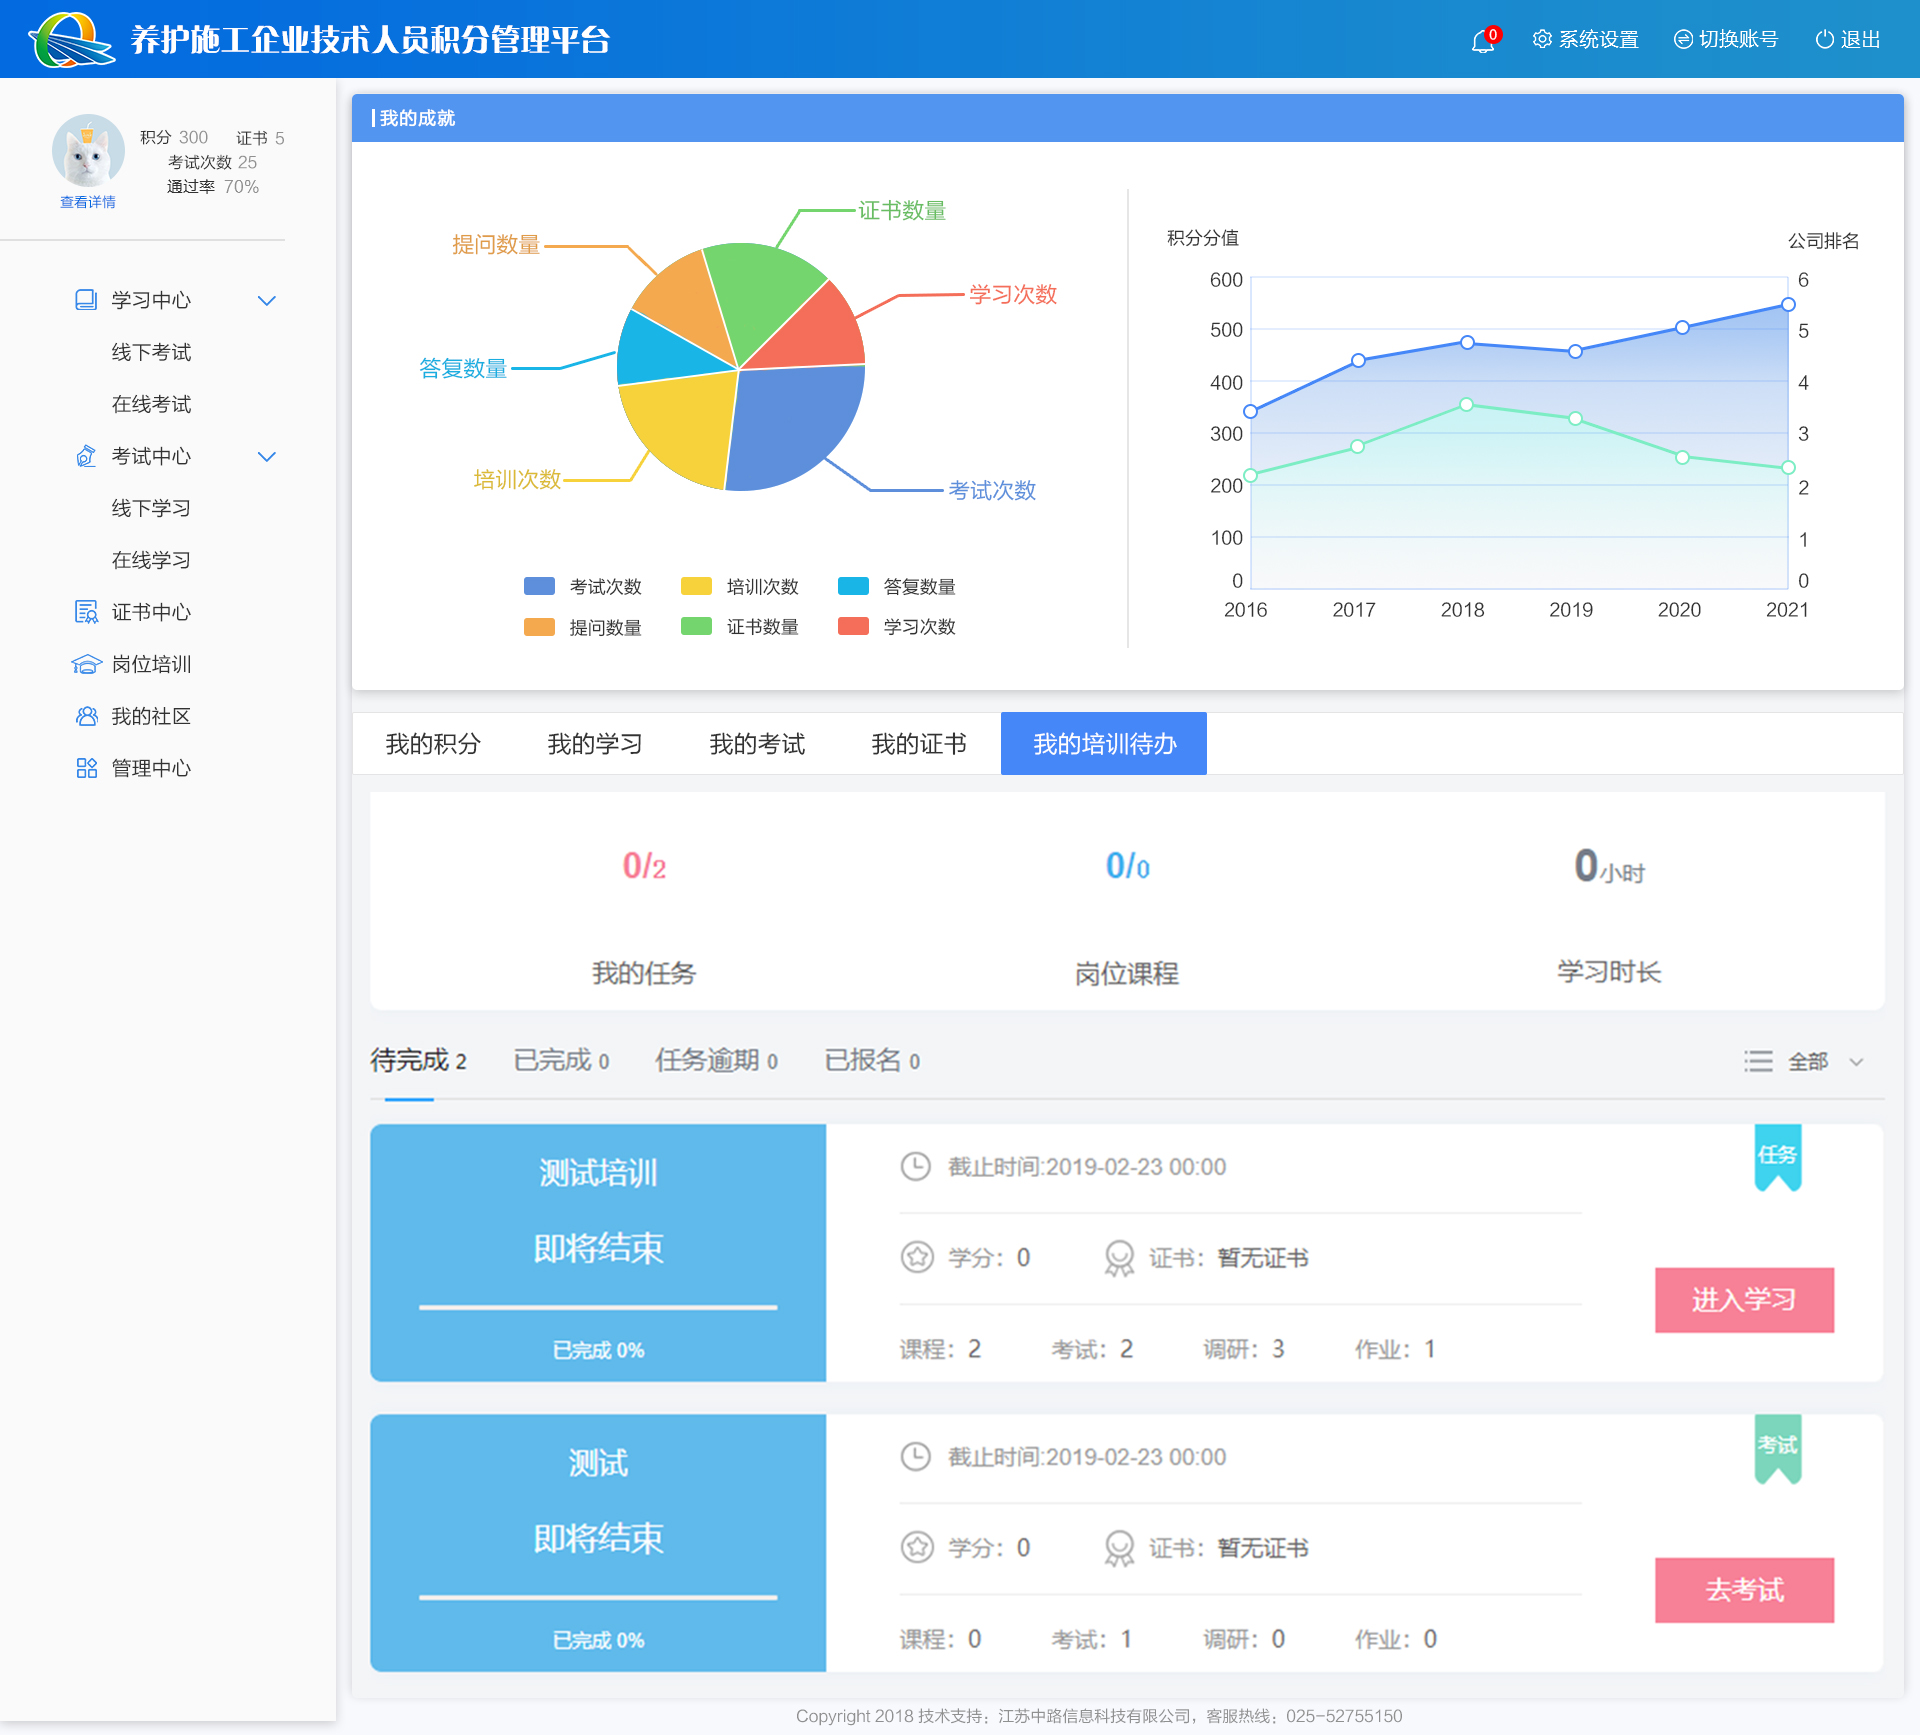 养护施工企业技术人员积分管理平台
0 系统设置 切换账号 退出
积分 300 证书 5
考试次数 25
通过率 70%
查看详情
学习中心
线下考试
在线考试
考试中心
线下学习
在线学习
证书中心
岗位培训
我的社区
管理中心
我的成就
证书数量
提问数量
学习次数
答复数量
培训次数
考试次数
考试次数 培训次数 答复数量
提问数量 证书数量 学习次数
积分分值 公司排名
600 6
500 5
400 4
300 3
200 2
100 1
0 0
2016 2017 2018 2019 2020 2021
我的积分 我的学习 我的考试 我的证书 我的培训待办
0/2 0/0 0小时
我的任务 岗位课程 学习时长
待完成 2 已完成 0 任务逾期 0 已报名 0 全部
测试培训
即将结束
已完成 0%
截止时间:2019-02-23 00:00
任务
学分：0 证书：暂无证书
进入学习
课程：2 考试：2 调研：3 作业：1
测试
即将结束
已完成 0%
截止时间:2019-02-23 00:00
考试
学分：0 证书：暂无证书
去考试
课程：0 考试：1 调研：0 作业：0
Copyright 2018 技术支持；江苏中路信息科技有限公司，客服热线；025-52755150